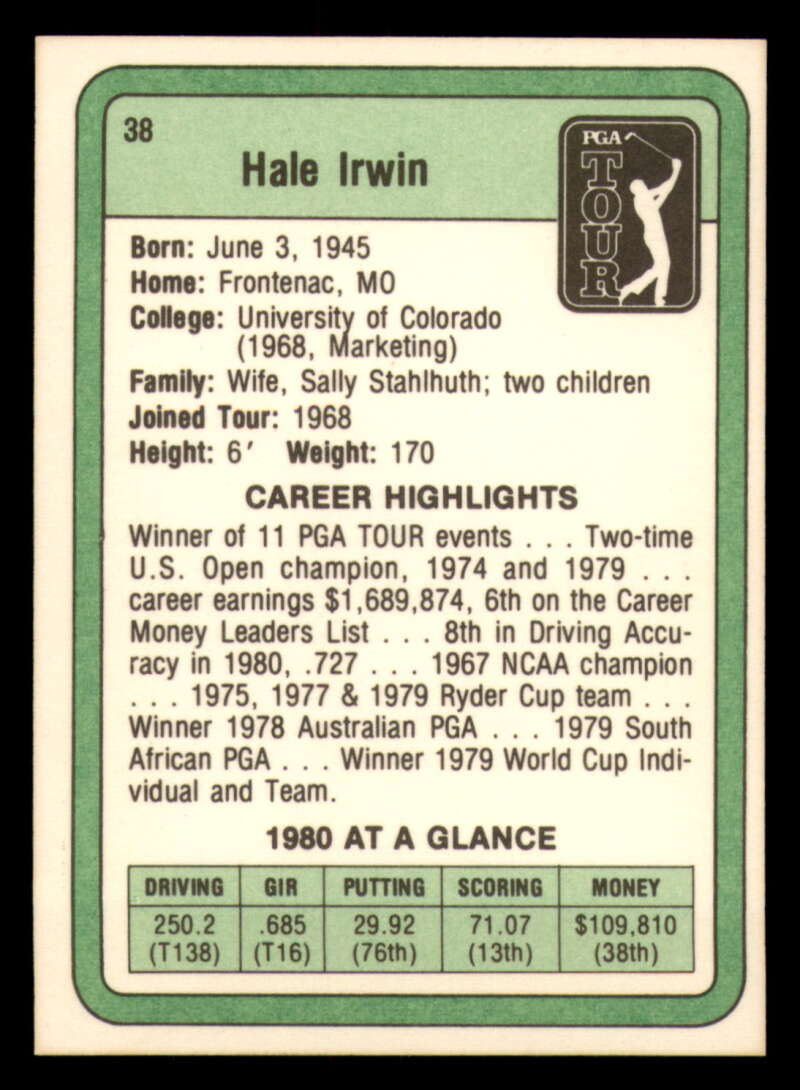 38
Hale Irwin
PGA
TOUR
Born: June 3, 1945
Home: Frontenac, MO
College: University of Colorado
(1968, Marketing)
Family: Wife, Sally Stahlhuth; two children
Joined Tour: 1968
Height: 6′ Weight: 170
CAREER HIGHLIGHTS
Winner of 11 PGA TOUR events . . . Two-time
U.S. Open champion, 1974 and 1979 . . .
career earnings $1,689,874, 6th on the Career
Money Leaders List . . . 8th in Driving Accu-
racy in 1980, .727 . . . 1967 NCAA champion
. . . 1975, 1977 & 1979 Ryder Cup team . . .
Winner 1978 Australian PGA . . . 1979 South
African PGA . . . Winner 1979 World Cup Indi-
vidual and Team.
1980 AT A GLANCE
DRIVING GIR PUTTING SCORING MONEY
250.2 .685 29.92 71.07 $109,810
(T138) (T16) (76th) (13th) (38th)